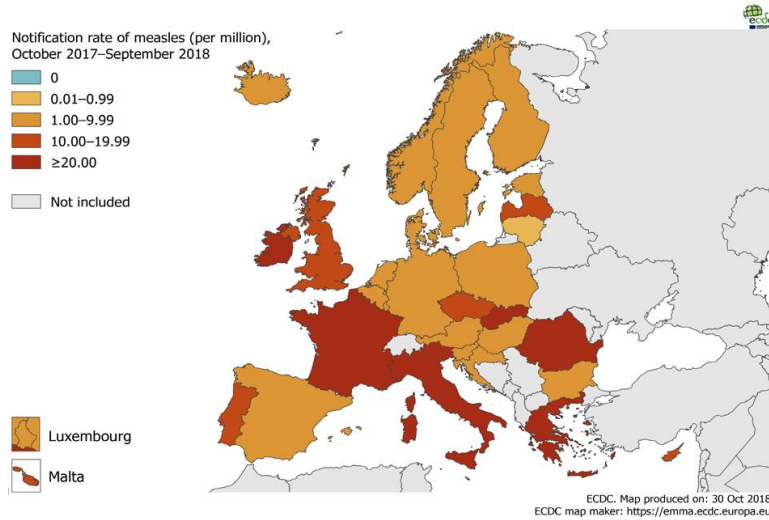 ecdc
Notification rate of measles (per million),
October 2017–September 2018
0
0.01–0.99
1.00–9.99
10.00–19.99
≥20.00
Not included
Luxembourg
Malta
ECDC. Map produced on: 30 Oct 2018
ECDC map maker: https://emma.ecdc.europa.eu